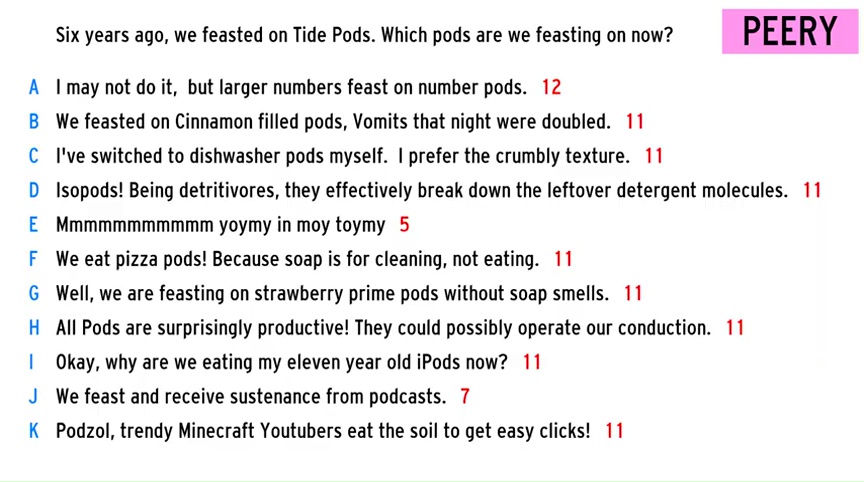 Six years ago, we feasted on Tide Pods. Which pods are we feasting on now?
PEERY
A I may not do it, but larger numbers feast on number pods. 12
B We feasted on Cinnamon filled pods, Vomits that night were doubled. 11
C I've switched to dishwasher pods myself. I prefer the crumbly texture. 11
D Isopods! Being detritivores, they effectively break down the leftover detergent molecules. 11
E Mmmmmmmmmmm yoymy in moy toymy 5
F We eat pizza pods! Because soap is for cleaning, not eating. 11
G Well, we are feasting on strawberry prime pods without soap smells. 11
H All Pods are surprisingly productive! They could possibly operate our conduction. 11
I Okay, why are we eating my eleven year old iPods now? 11
J We feast and receive sustenance from podcasts. 7
K Podzol, trendy Minecraft Youtubers eat the soil to get easy clicks! 11